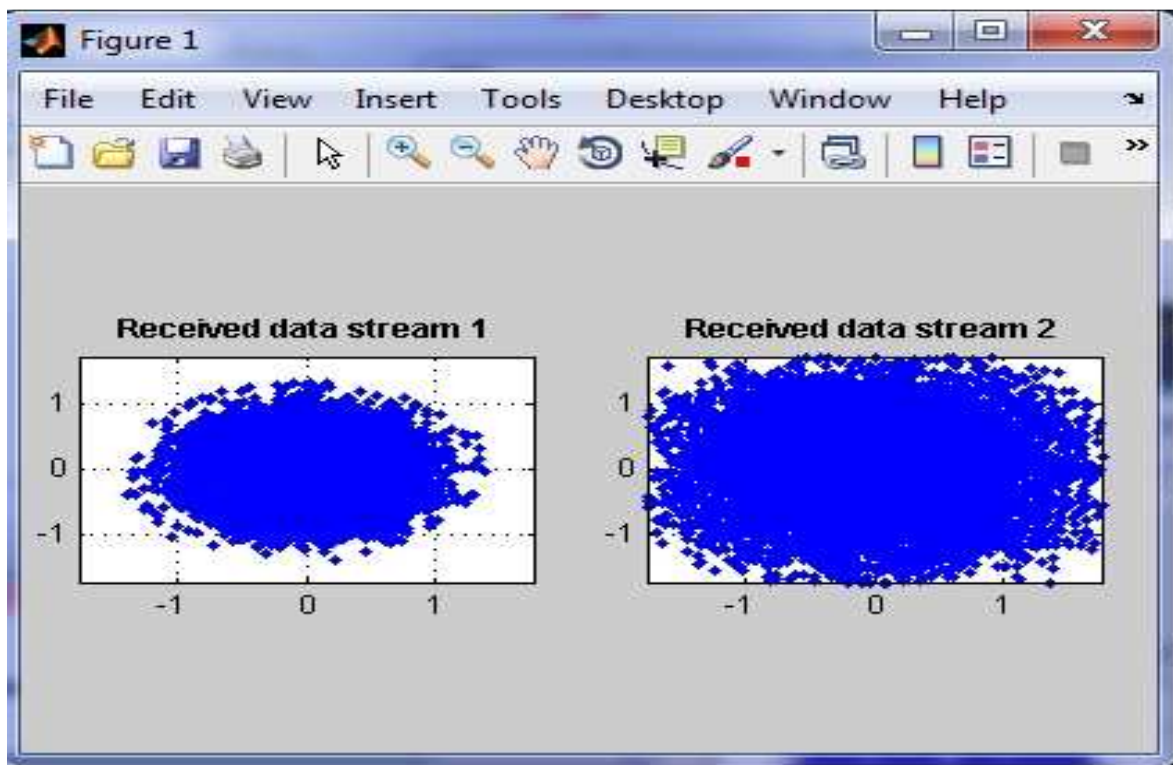 Figure 1
File Edit View Insert Tools Desktop Window Help
Received data stream 1
1
0
-1
-1 0 1
Received data stream 2
1
0
-1
-1 0 1